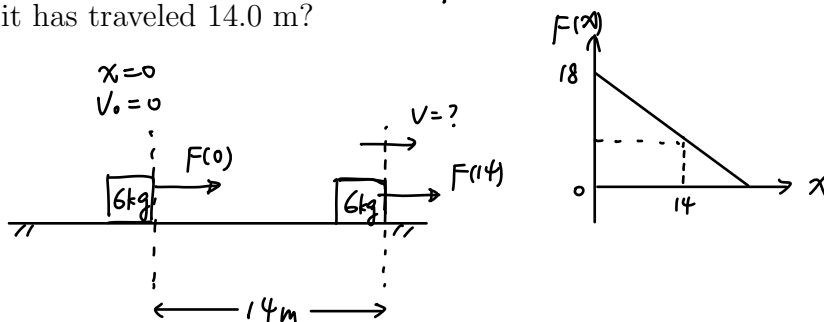 it has traveled 14.0 m?
x=0
V₀=0
F(0)
6kg
V=?
F(14)
6kg
14m
F(x)
18
0
14
x